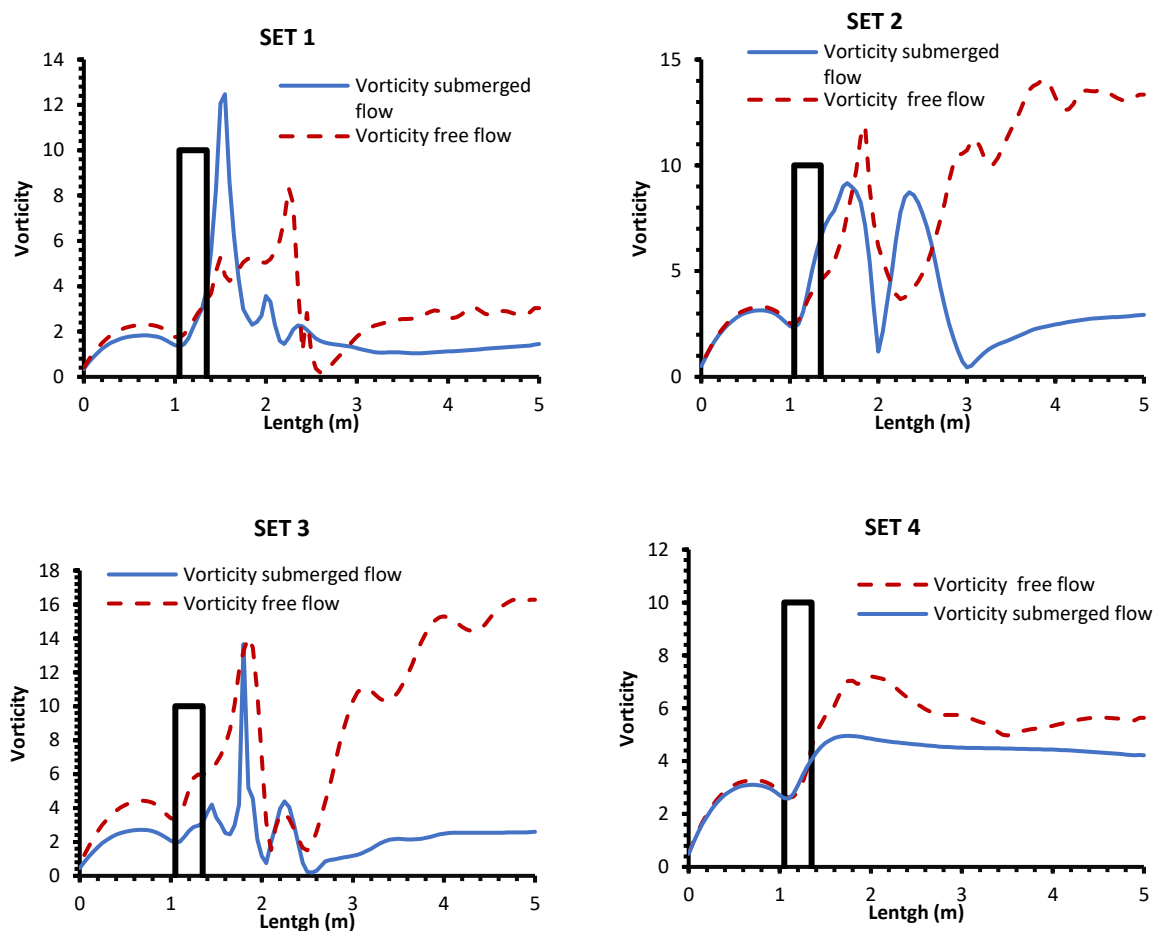 SET 1
Vorticity submerged
flow
Vorticity free flow
14
12
10
8
6
4
2
0
Vorticity
0 1 2 3 4 5
Lentgh (m)
SET 2
Vorticity submerged
flow
Vorticity free flow
15
10
5
0
Vorticity
0 1 2 3 4 5
Lentgh (m)
SET 3
Vorticity submerged flow
Vorticity free flow
18
16
14
12
10
8
6
4
2
0
Vorticity
0 1 2 3 4 5
Lentgh (m)
SET 4
Vorticity free flow
Vorticity submerged flow
12
10
8
6
4
2
0
Vorticity
0 1 2 3 4 5
Lentgh (m)